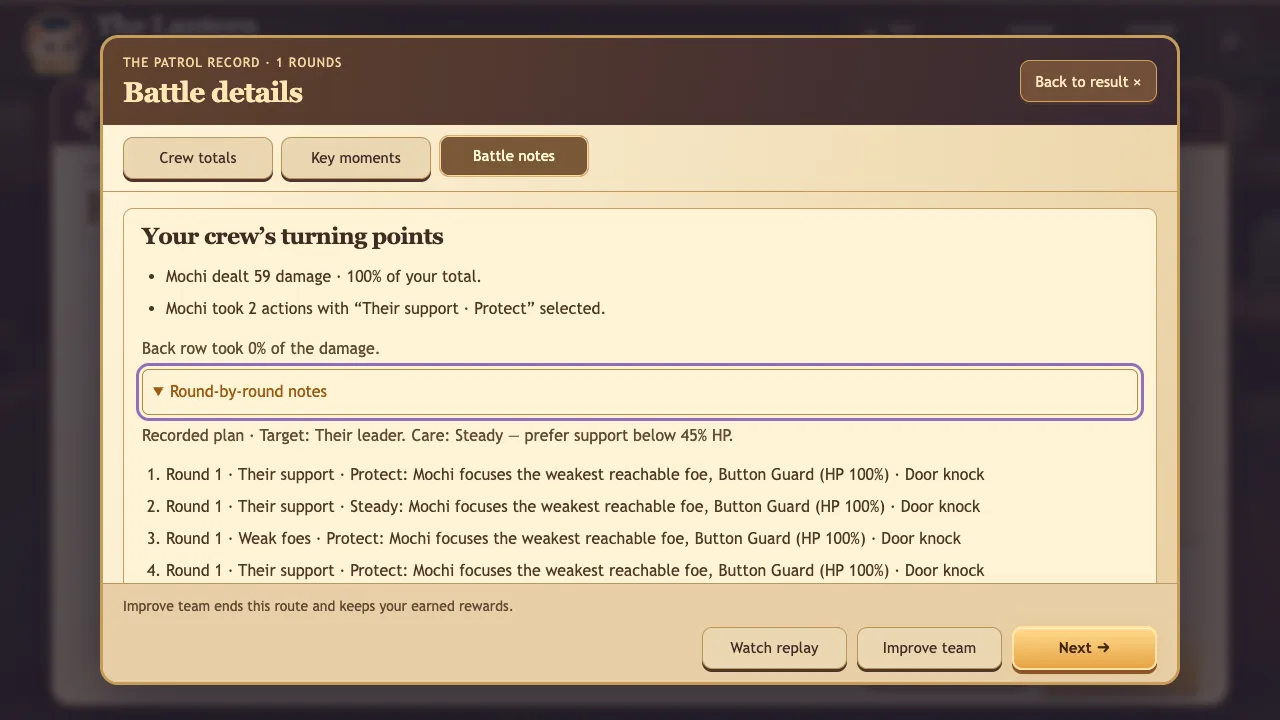 THE PATROL RECORD · 1 ROUNDS
Battle details
Back to result ×
Crew totals
Key moments
Battle notes
Your crew’s turning points
• Mochi dealt 59 damage · 100% of your total.
• Mochi took 2 actions with “Their support · Protect” selected.
Back row took 0% of the damage.
▼ Round-by-round notes
Recorded plan · Target: Their leader. Care: Steady — prefer support below 45% HP.
1. Round 1 · Their support · Protect: Mochi focuses the weakest reachable foe, Button Guard (HP 100%) · Door knock
2. Round 1 · Their support · Steady: Mochi focuses the weakest reachable foe, Button Guard (HP 100%) · Door knock
3. Round 1 · Weak foes · Protect: Mochi focuses the weakest reachable foe, Button Guard (HP 100%) · Door knock
4. Round 1 · Their support · Protect: Mochi focuses the weakest reachable foe, Button Guard (HP 100%) · Door knock
Improve team ends this route and keeps your earned rewards.
Watch replay
Improve team
Next →